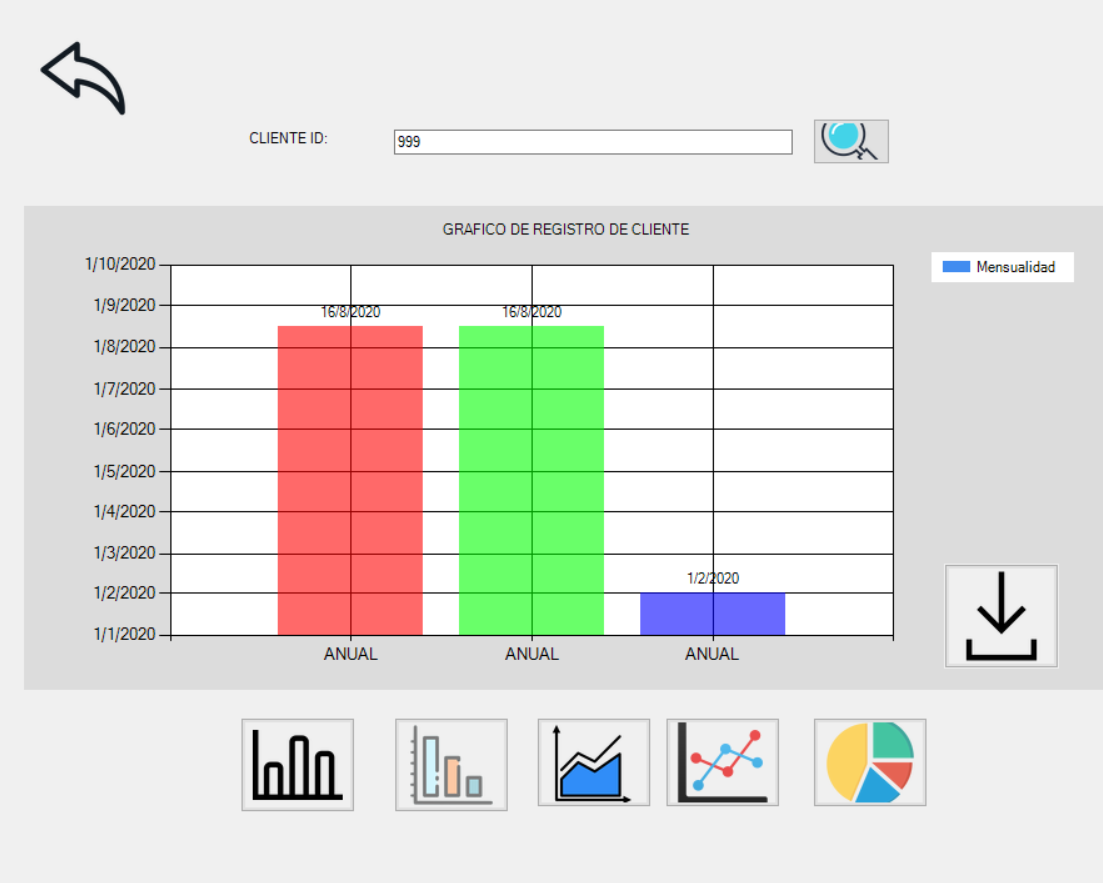 CLIENTE ID:
999
GRAFICO DE REGISTRO DE CLIENTE
Mensualidad
1/10/2020
1/9/2020
1/8/2020
1/7/2020
1/6/2020
1/5/2020
1/4/2020
1/3/2020
1/2/2020
1/1/2020
16/8/2020
16/8/2020
1/2/2020
ANUAL
ANUAL
ANUAL